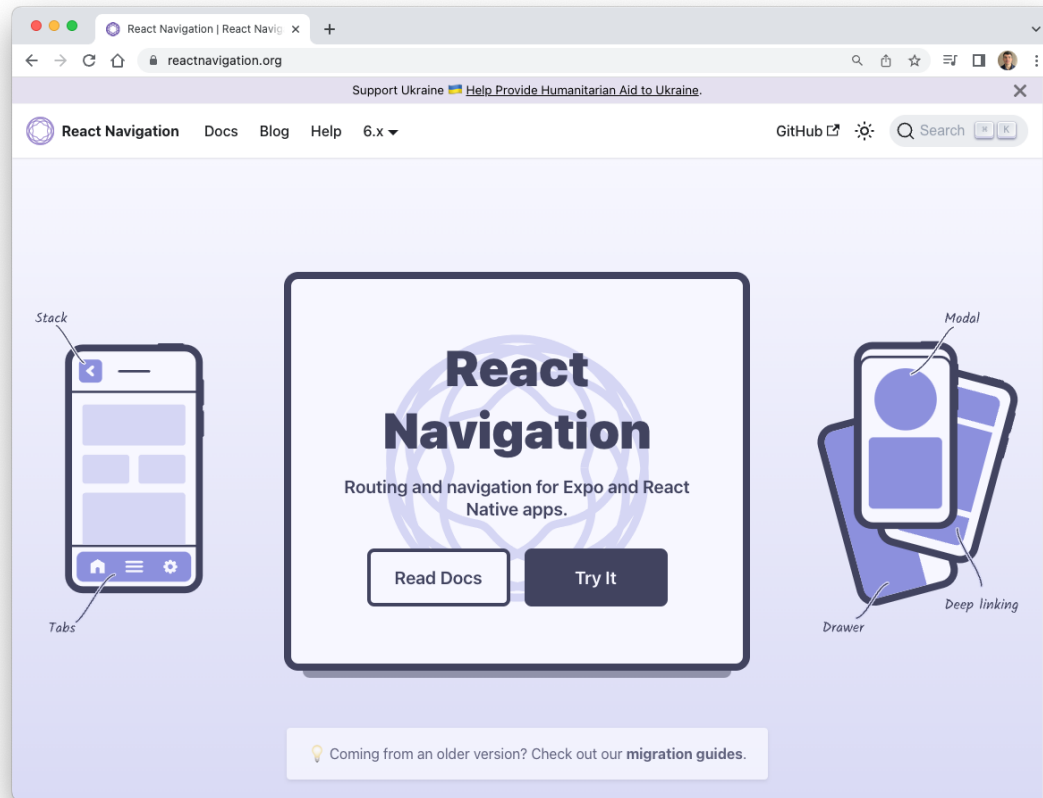 React Navigation | React Navig
reactnavigation.org
Support Ukraine 🇺🇦 Help Provide Humanitarian Aid to Ukraine.
React Navigation Docs Blog Help 6.x GitHub Search ⌘ K
Stack
Tabs
React
Navigation
Routing and navigation for Expo and React
Native apps.
Read Docs Try It
Modal
Deep linking
Drawer
💡 Coming from an older version? Check out our migration guides.